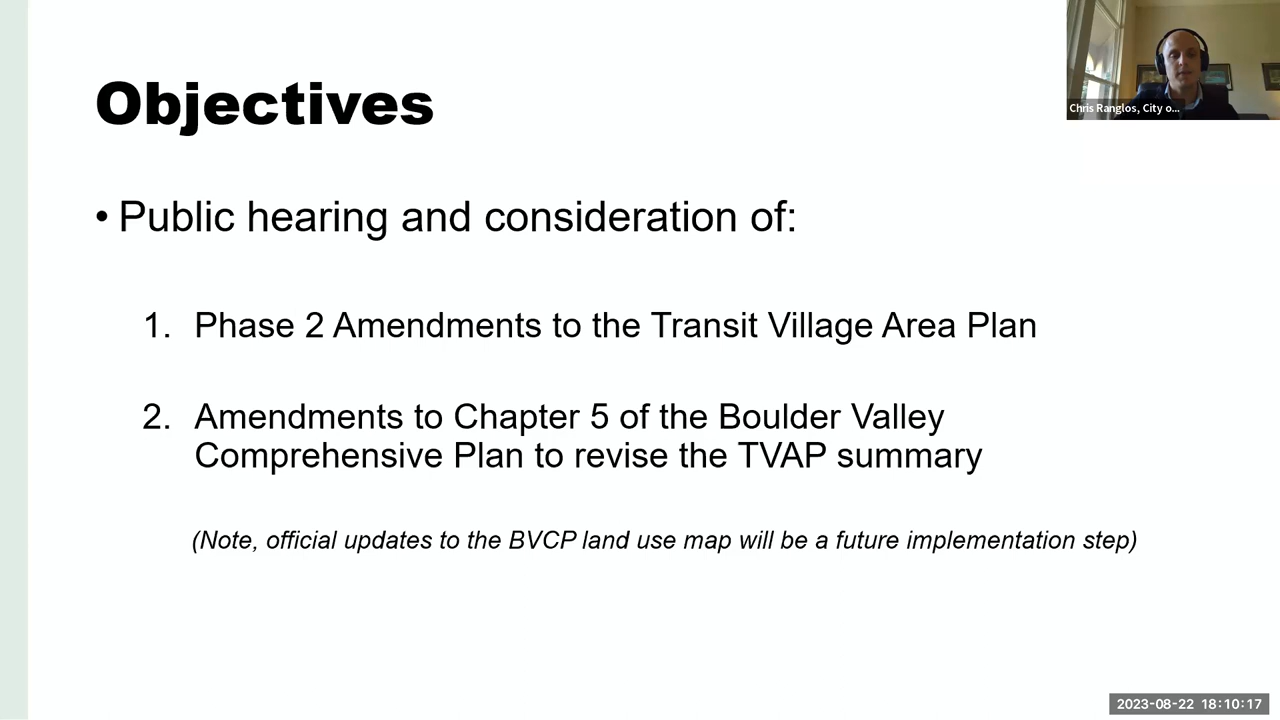 Objectives
Chris Ranglos, City o...
• Public hearing and consideration of:
1. Phase 2 Amendments to the Transit Village Area Plan
2. Amendments to Chapter 5 of the Boulder Valley
Comprehensive Plan to revise the TVAP summary
(Note, official updates to the BVCP land use map will be a future implementation step)
2023-08-22 18:10:17